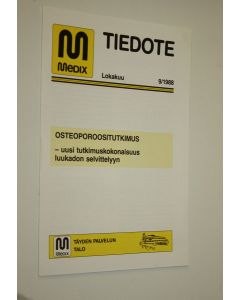 MEDIX
TIEDOTE
Lokakuu 9/1988
OSTEOPOROOSITUTKIMUS
– uusi tutkimuskokonaisuus
luukadon selvittelyyn
MEDIX
TÄYDEN PALVELUN
TALO